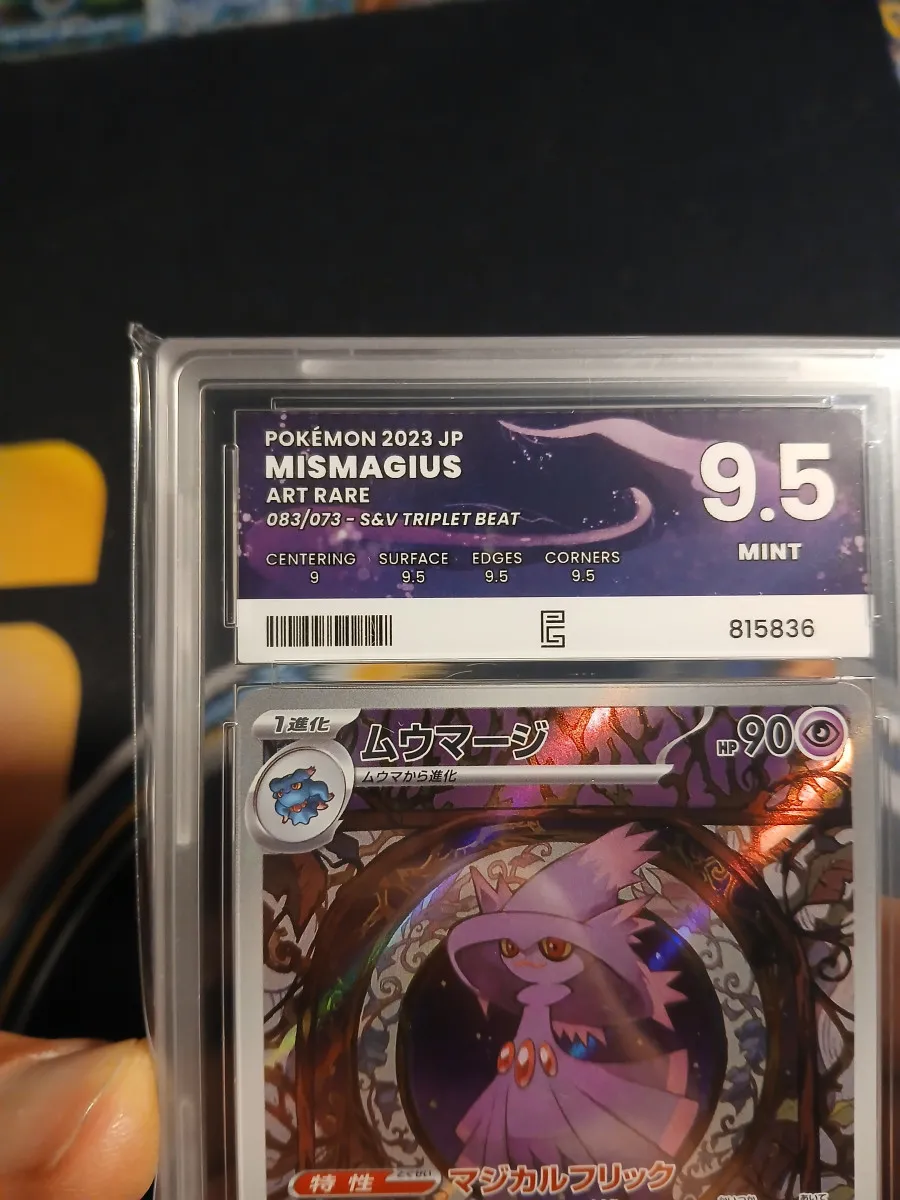 POKÉMON 2023 JP
MISMAGIUS
ART RARE
083/073 - S&V TRIPLET BEAT
9.5
MINT
CENTERING SURFACE EDGES CORNERS
9 9.5 9.5 9.5
815836
1進化
ムウマージ
HP90
ムウマから進化
特性
マジカルフリック